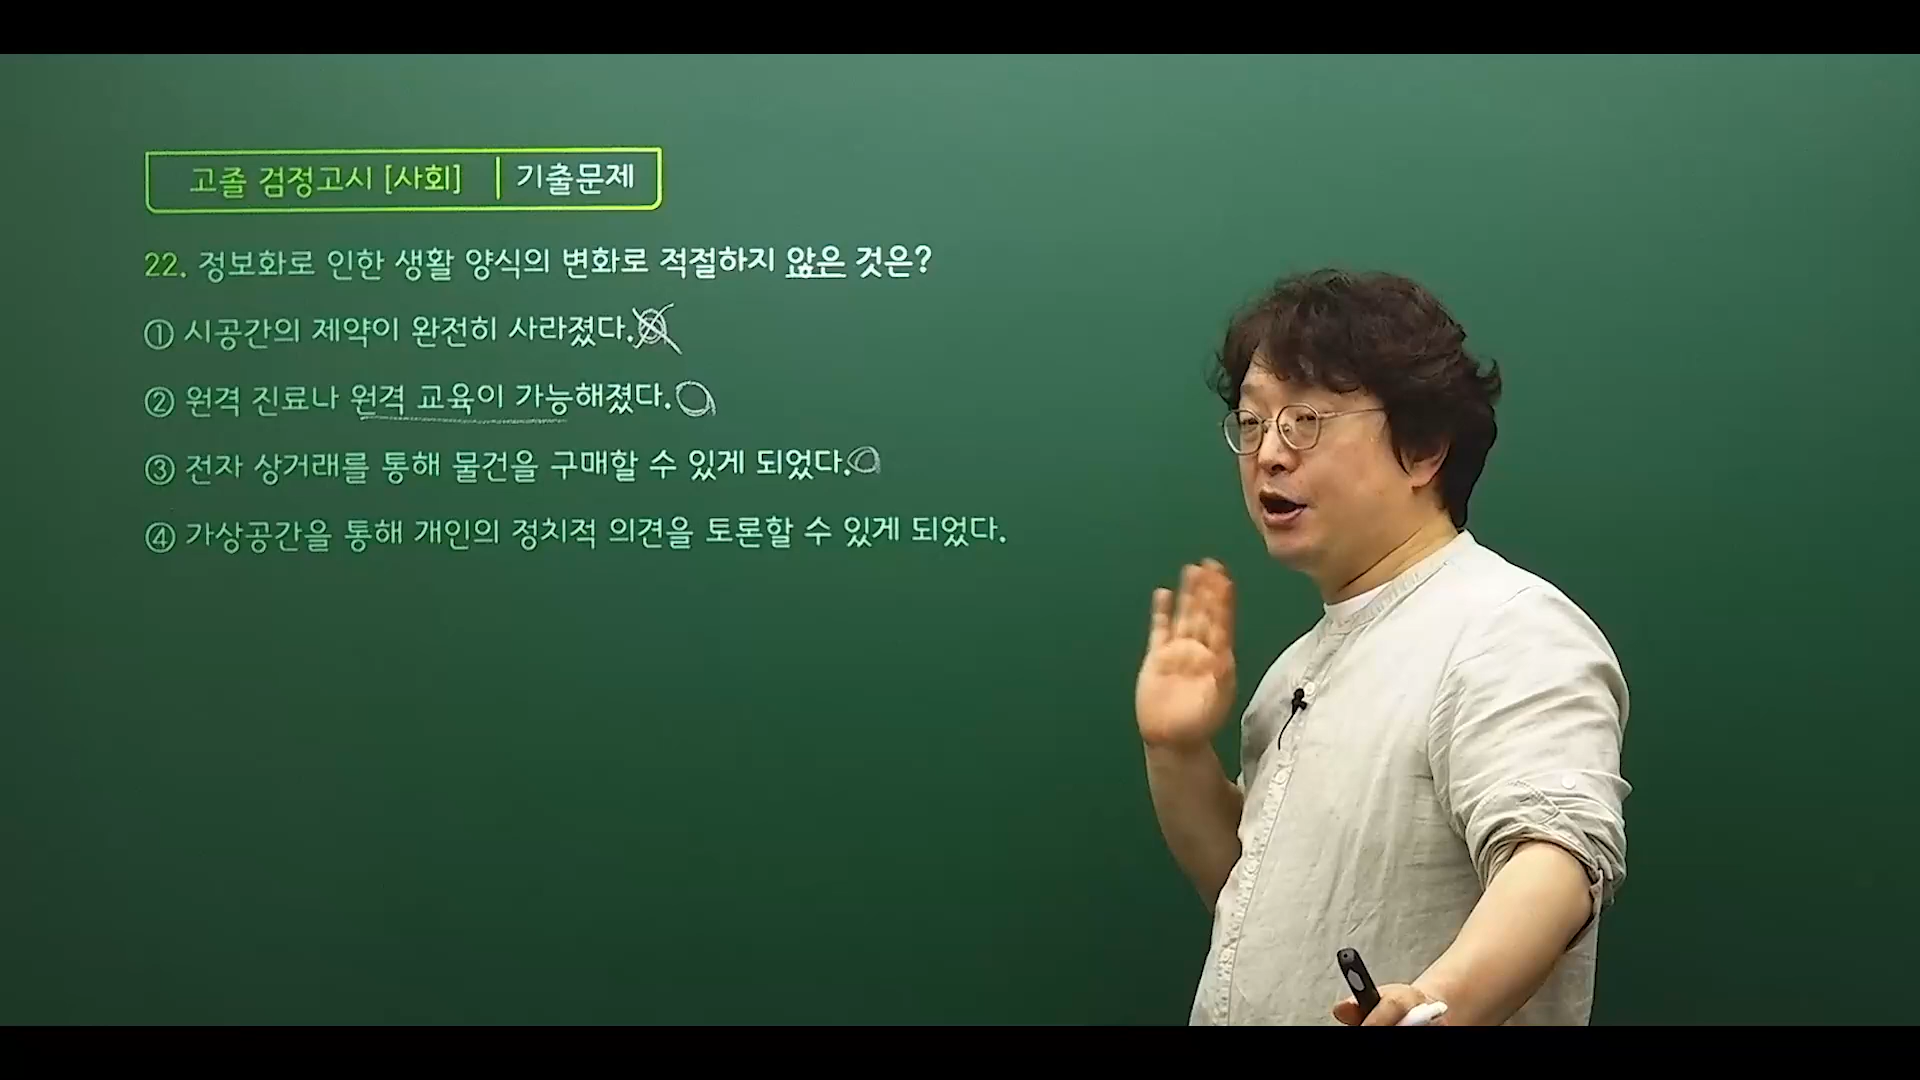 고졸 검정고시 [사회] | 기출문제
22. 정보화로 인한 생활 양식의 변화로 적절하지 않은 것은?
① 시공간의 제약이 완전히 사라졌다.
② 원격 진료나 원격 교육이 가능해졌다.
③ 전자 상거래를 통해 물건을 구매할 수 있게 되었다.
④ 가상공간을 통해 개인의 정치적 의견을 토론할 수 있게 되었다.